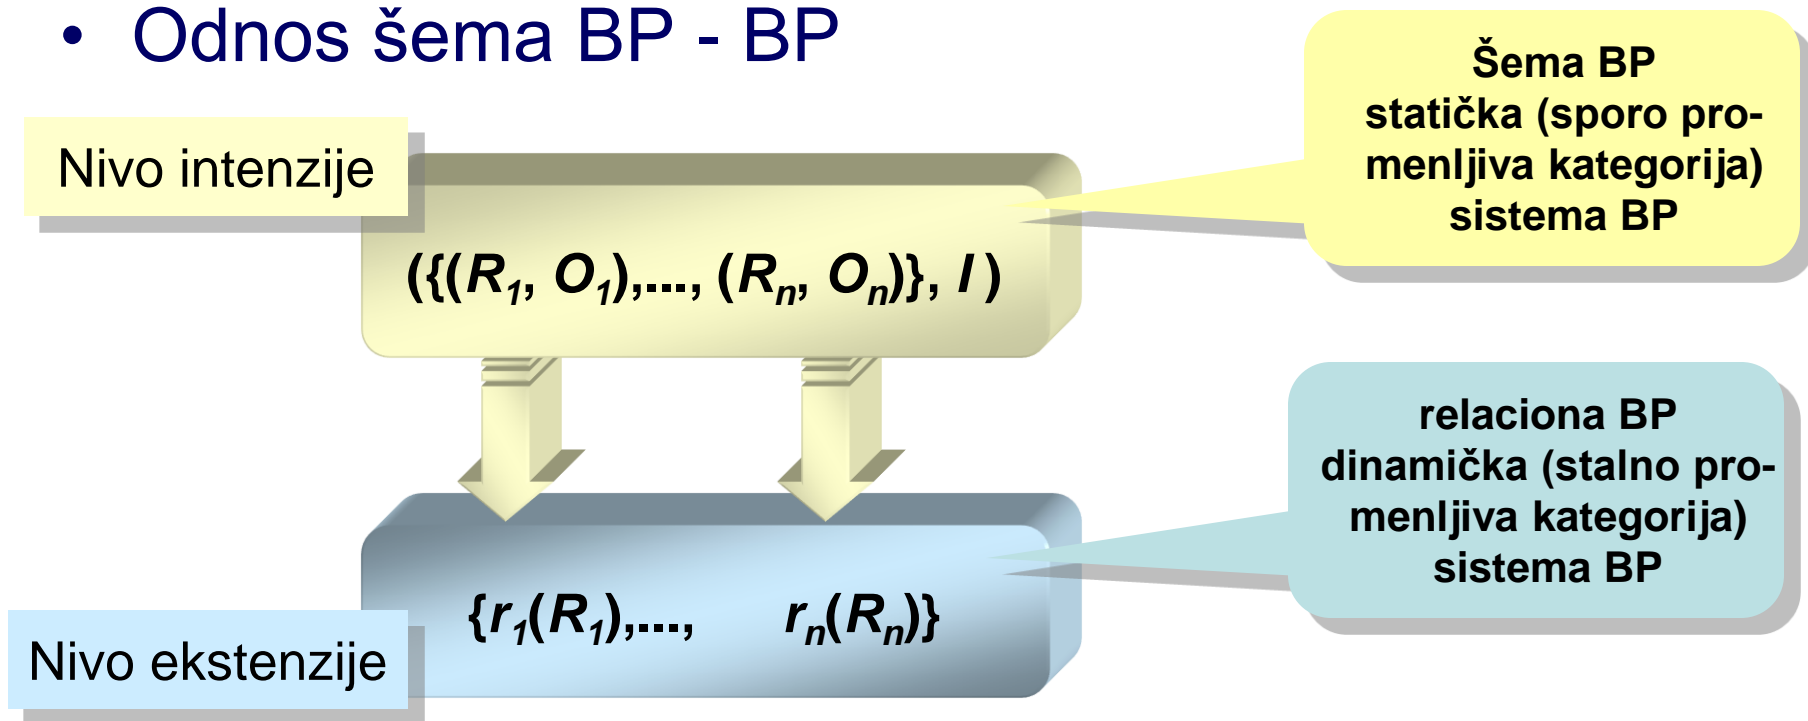 • Odnos šema BP - BP
Nivo intenzije
({(R1, O1),..., (Rn, On)}, I )
Šema BP
statička (sporo pro-
menljiva kategorija)
sistema BP
relaciona BP
dinamička (stalno pro-
menljiva kategorija)
sistema BP
{r1(R1),..., rn(Rn)}
Nivo ekstenzije